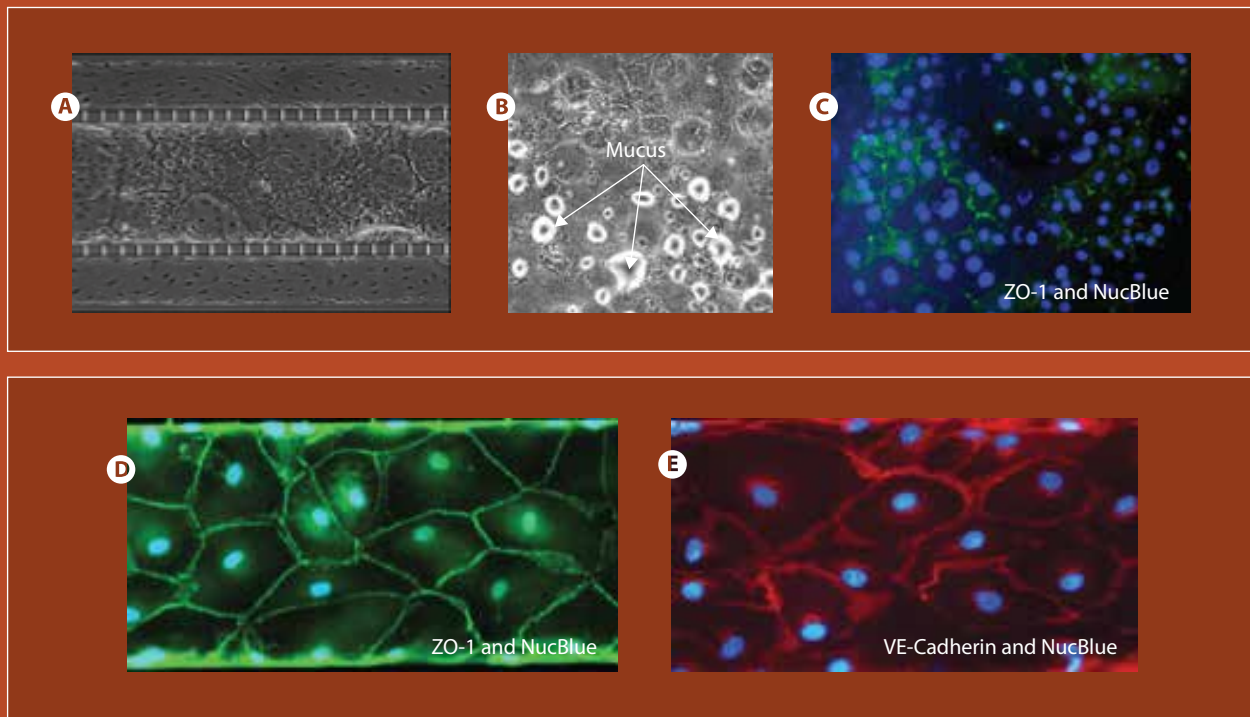 A
B
Mucus
C
ZO-1 and NucBlue
D
ZO-1 and NucBlue
E
VE-Cadherin and NucBlue